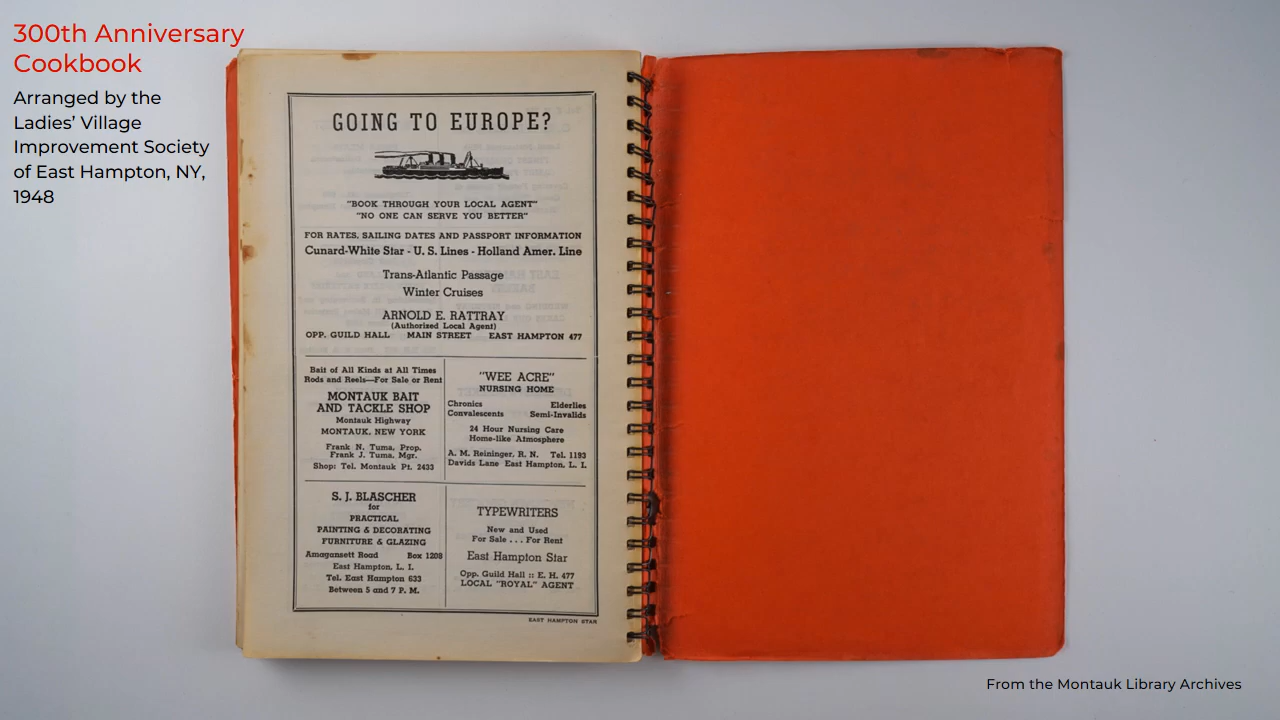 300th Anniversary
Cookbook
Arranged by the
Ladies' Village
Improvement Society
of East Hampton, NY,
1948
GOING TO EUROPE?
"BOOK THROUGH YOUR LOCAL AGENT"
"NO ONE CAN SERVE YOU BETTER"
FOR RATES, SAILING DATES AND PASSPORT INFORMATION
Cunard-White Star - U. S. Lines - Holland Amer. Line
Trans-Atlantic Passage
Winter Cruises
ARNOLD E. RATTRAY
(Authorized Local Agent)
OPP. GUILD HALL MAIN STREET EAST HAMPTON 477
Bait of All Kinds at All Times
Rods and Reels—For Sale or Rent
MONTAUK BAIT
AND TACKLE SHOP
Montauk Highway
MONTAUK, NEW YORK
Frank N. Tuma, Prop.
Frank J. Tuma, Mgr.
Shop: Tel. Montauk Pt. 2433
"WEE ACRE"
NURSING HOME
Chronics Elderlies
Convalescents Semi-Invalids
24 Hour Nursing Care
Home-like Atmosphere
A. M. Reininger, R. N. Tel. 1193
Davids Lane East Hampton, L. I.
S. J. BLASCHER
for
PRACTICAL
PAINTING & DECORATING
FURNITURE & GLAZING
Amagansett Road Box 1208
East Hampton, L. I.
Tel. East Hampton 633
Between 5 and 7 P. M.
TYPEWRITERS
New and Used
For Sale . . . For Rent
East Hampton Star
Opp. Guild Hall :: E. H. 477
LOCAL "ROYAL" AGENT
EAST HAMPTON STAR
From the Montauk Library Archives